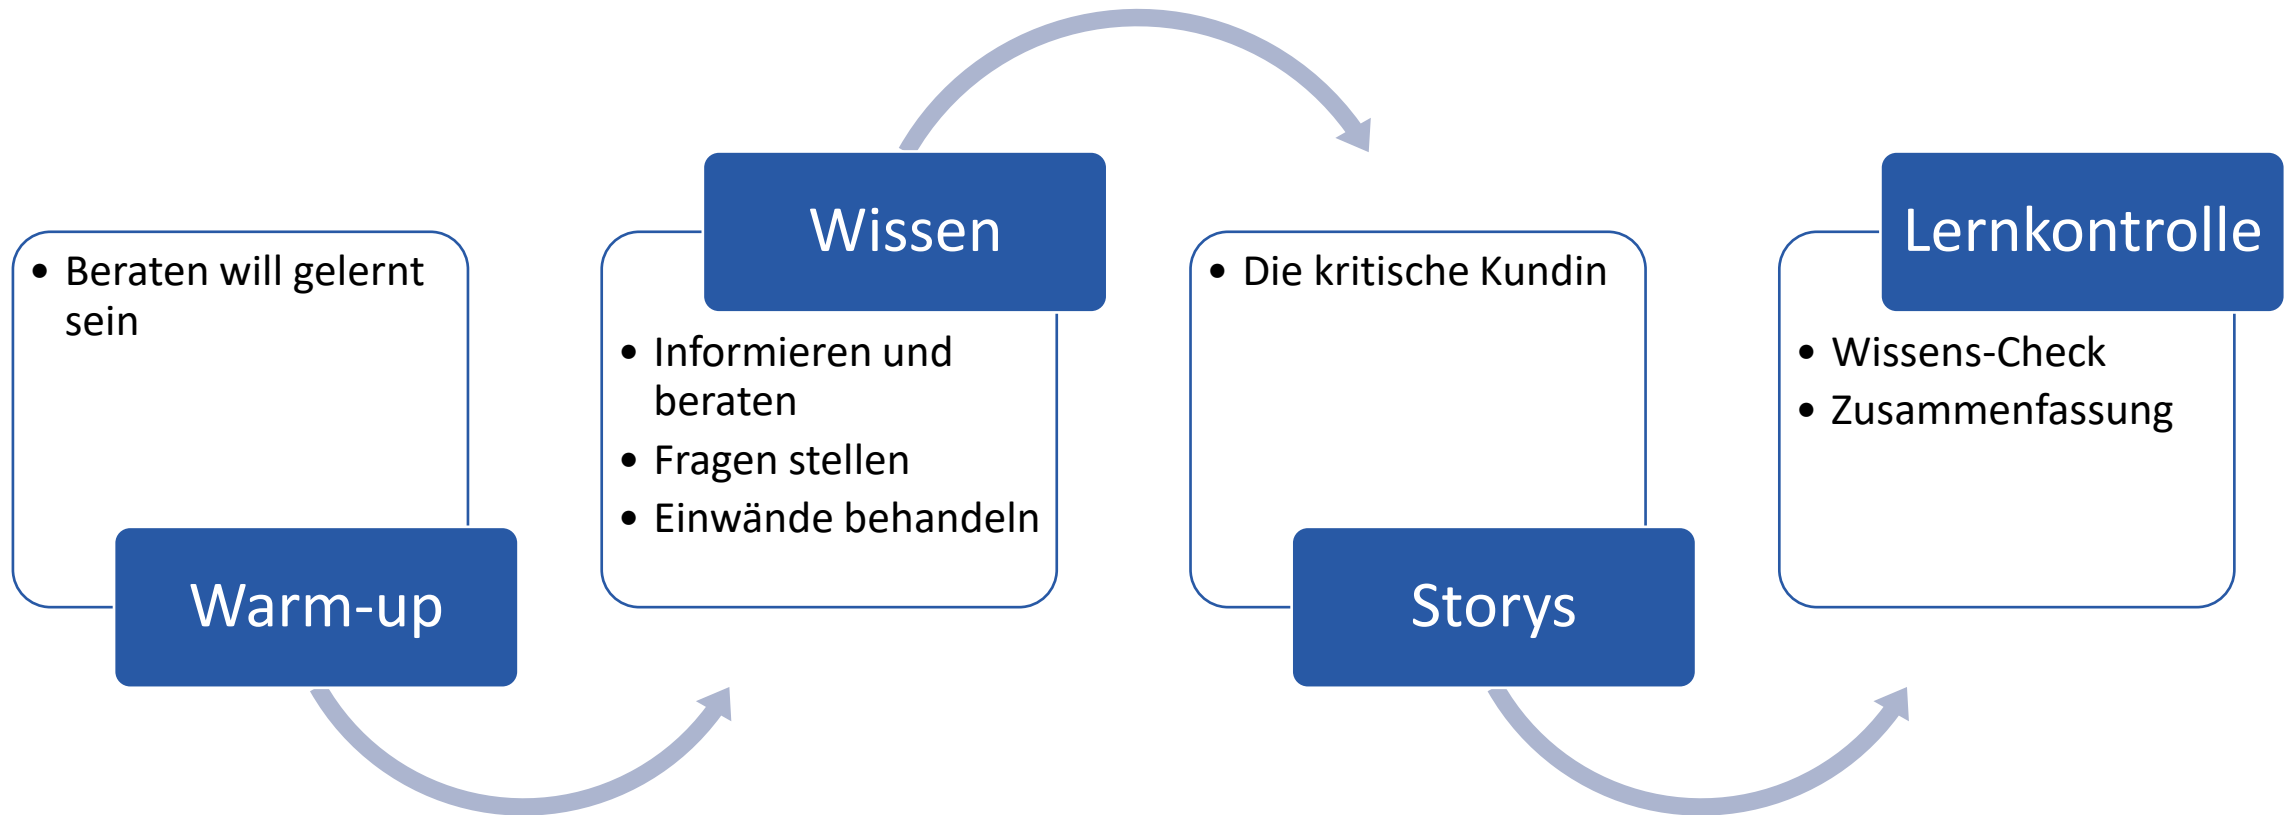 • Beraten will gelernt
sein
Warm-up
Wissen
• Informieren und
beraten
• Fragen stellen
• Einwände behandeln
• Die kritische Kundin
Storys
Lernkontrolle
• Wissens-Check
• Zusammenfassung